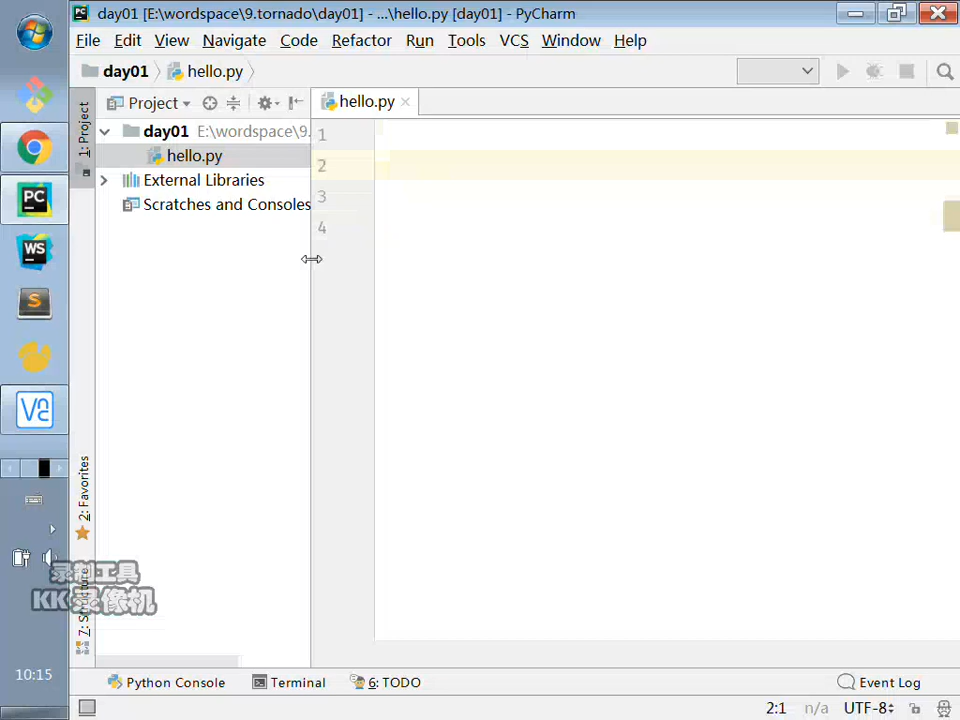 day01 [E:\wordspace\9.tornado\day01] - ...\hello.py [day01] - PyCharm
File Edit View Navigate Code Refactor Run Tools VCS Window Help
day01 hello.py
1: Project
Project
hello.py
day01 E:\wordspace\9.
hello.py
External Libraries
Scratches and Consoles
1
2
3
4
PC
WS
S
2: Favorites
7: Structure
录制工具
KK录像机
10:15
Python Console Terminal 6: TODO Event Log
2:1 n/a UTF-8